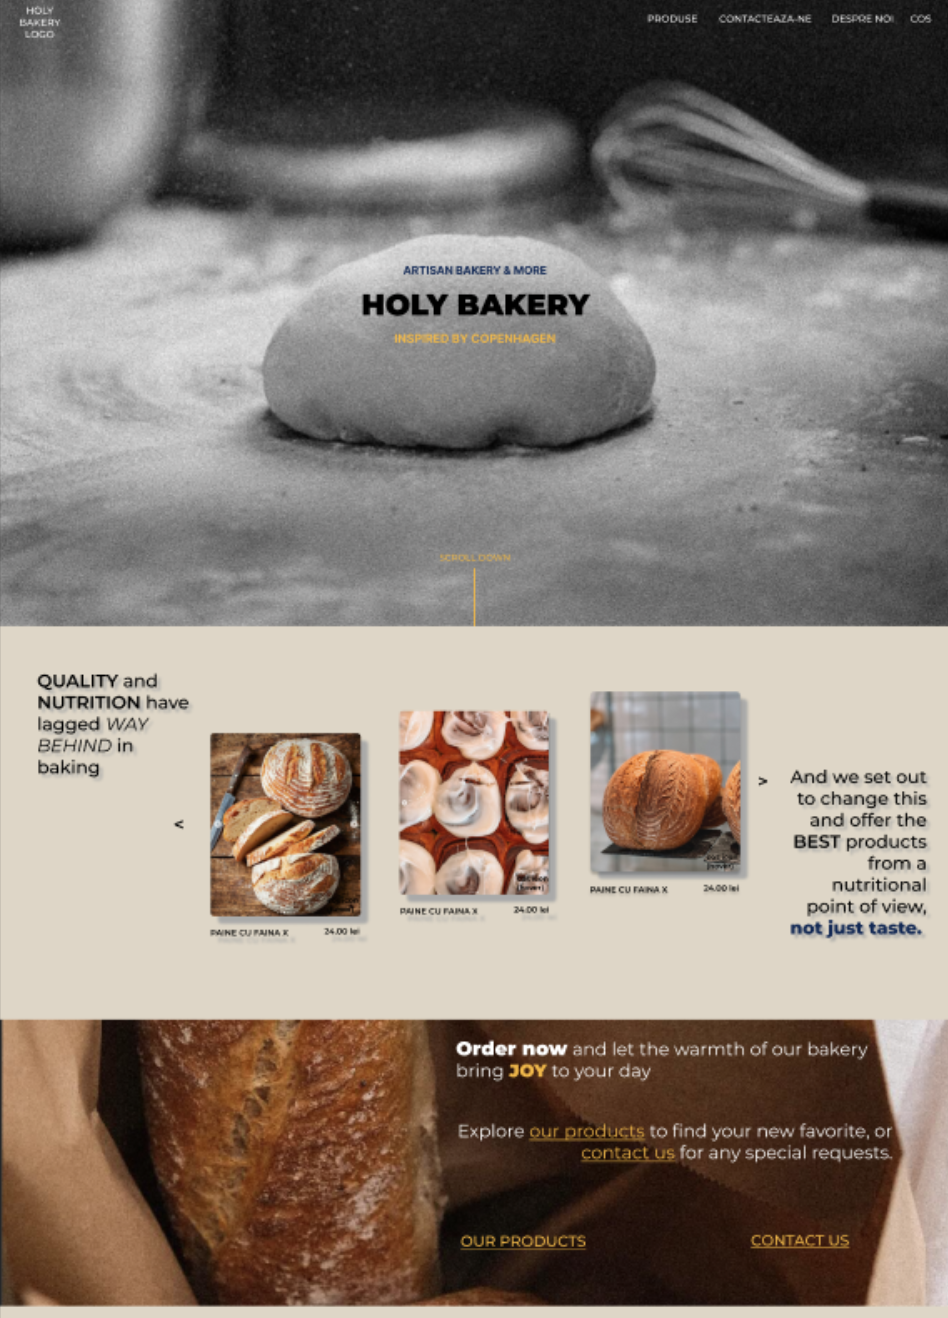 HOLY
BAKERY
LOGO
PRODUSE CONTACTEAZA-NE DESPRE NOI COS
ARTISAN BAKERY & MORE
HOLY BAKERY
INSPIRED BY COPENHAGEN
SCROLL DOWN
QUALITY and
NUTRITION have
lagged WAY
BEHIND in
baking
<
PAINE CU FAINA X 24.00 lei
PAINE CU FAINA X 24.00 lei
PAINE CU FAINA X 24.00 lei
>
And we set out
to change this
and offer the
BEST products
from a
nutritional
point of view,
not just taste.
Order now and let the warmth of our bakery
bring JOY to your day
Explore our products to find your new favorite, or
contact us for any special requests.
OUR PRODUCTS CONTACT US